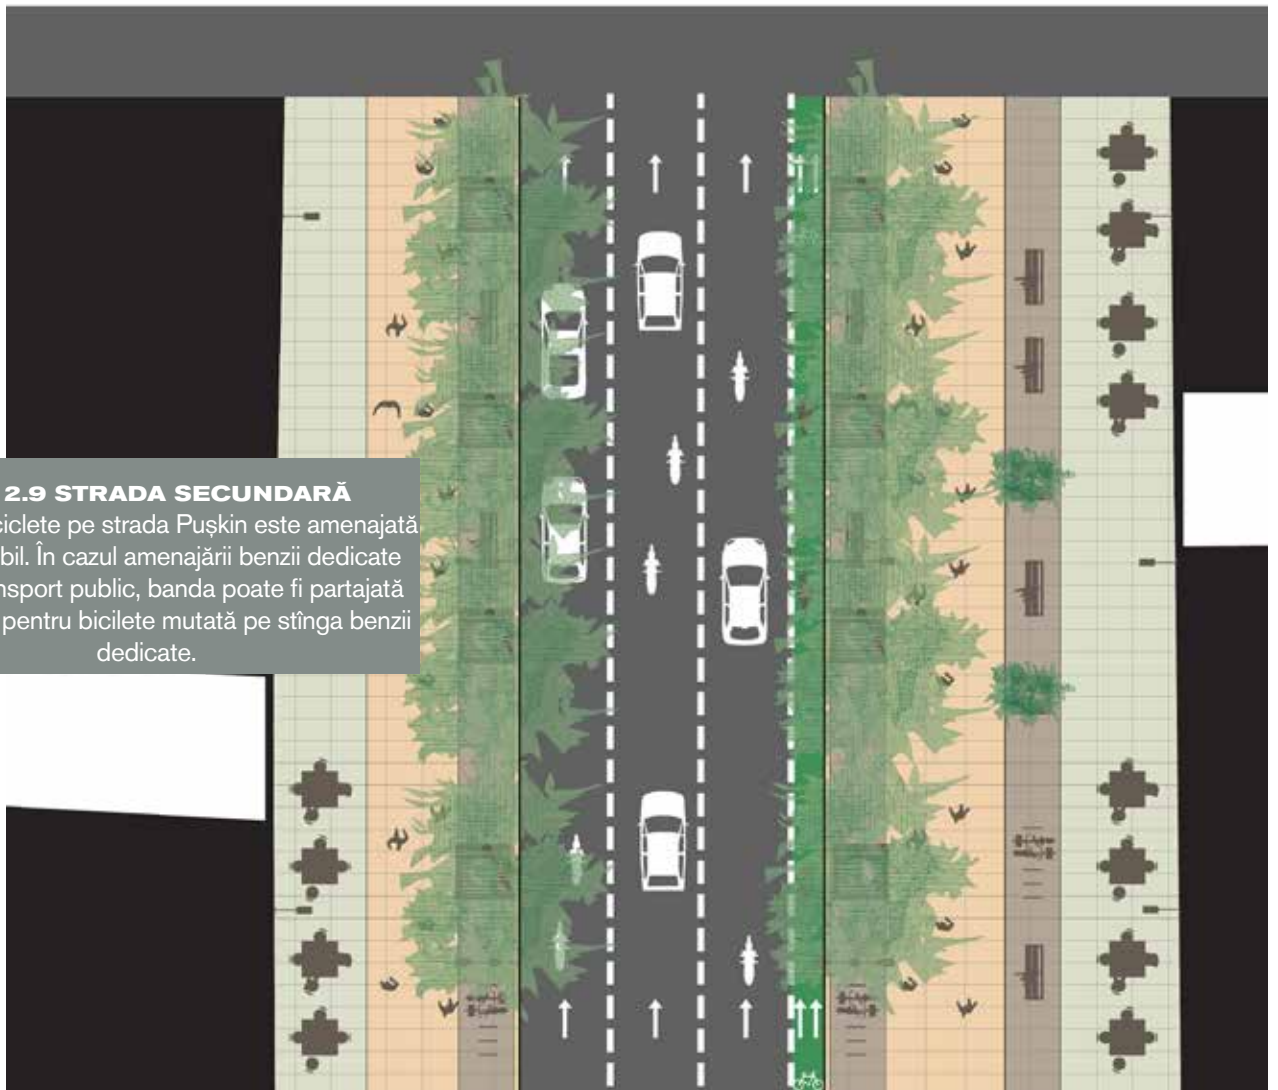 2.9 STRADA SECUNDARĂ
ciclete pe strada Pușkin este amenajată
bil. În cazul amenajării benzii dedicate
nsport public, banda poate fi partajată
pentru bicilete mutată pe stînga benzii
dedicate.